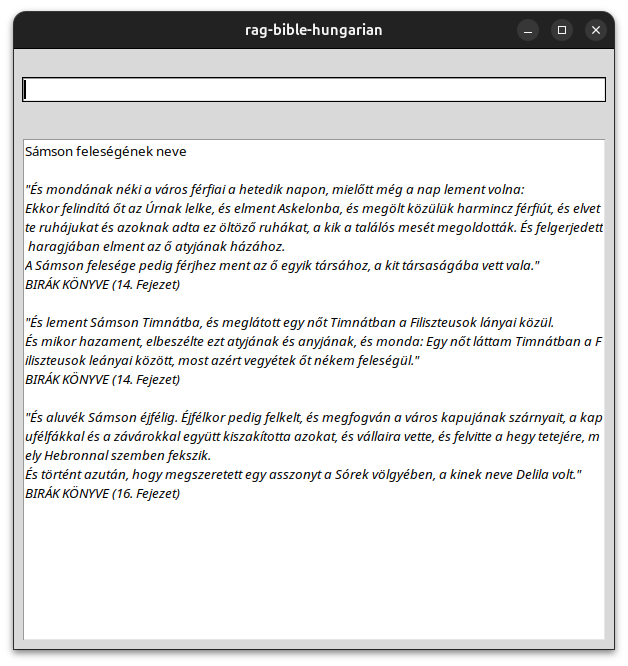 rag-bible-hungarian
Sámson feleségének neve
"És mondának néki a város férfiai a hetedik napon, mielőtt még a nap lement volna:
Ekkor felindítá őt az Úrnak lelke, és elment Askelonba, és megölt közülük harmincz férfiút, és elvet
te ruhájukat és azoknak adta ez öltöző ruhákat, a kik a találós mesét megoldották. És felgerjedett
haragjában elment az ő atyjának házához.
A Sámson felesége pedig férjhez ment az ő egyik társához, a kit társaságába vett vala."
BIRÁK KÖNYVE (14. Fejezet)
"És lement Sámson Timnátba, és meglátott egy nőt Timnátban a Filiszteusok lányai közül.
És mikor hazament, elbeszélte ezt atyjának és anyjának, és monda: Egy nőt láttam Timnátban a F
iliszteusok leányai között, most azért vegyétek őt nékem feleségül."
BIRÁK KÖNYVE (14. Fejezet)
"És aluvék Sámson éjfélig. Éjfélkor pedig felkelt, és megfogván a város kapujának szárnyait, a kap
ufélfákkal és a závárokkal együtt kiszakította azokat, és vállaira vette, és felvitte a hegy tetejére, m
ely Hebronnal szemben fekszik.
És történt azután, hogy megszeretett egy asszonyt a Sórek völgyében, a kinek neve Delila volt."
BIRÁK KÖNYVE (16. Fejezet)